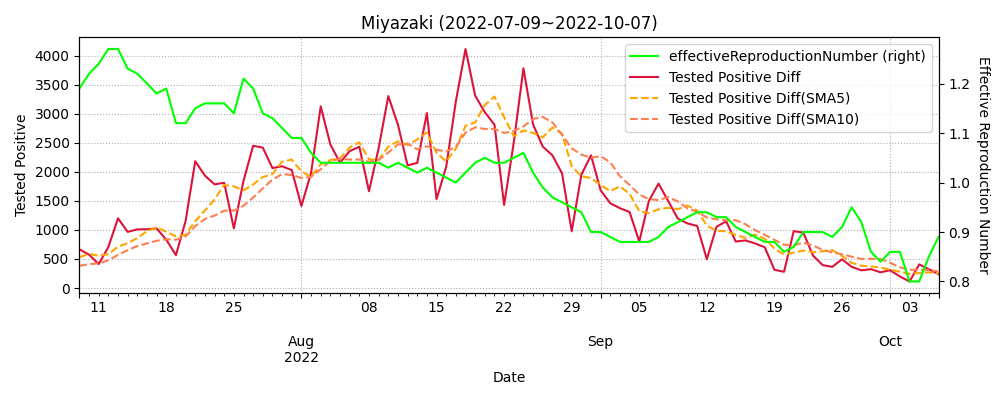 Miyazaki (2022-07-09~2022-10-07)
effectiveReproductionNumber (right)
Tested Positive Diff
Tested Positive Diff(SMA5)
Tested Positive Diff(SMA10)
Tested Positive
4000
3500
3000
2500
2000
1500
1000
500
0
1.2
1.1
1.0
0.9
0.8
Effective Reproduction Number
11 18 25 08 15 22 29 05 12 19 26 03
Aug Sep Oct
2022
Date